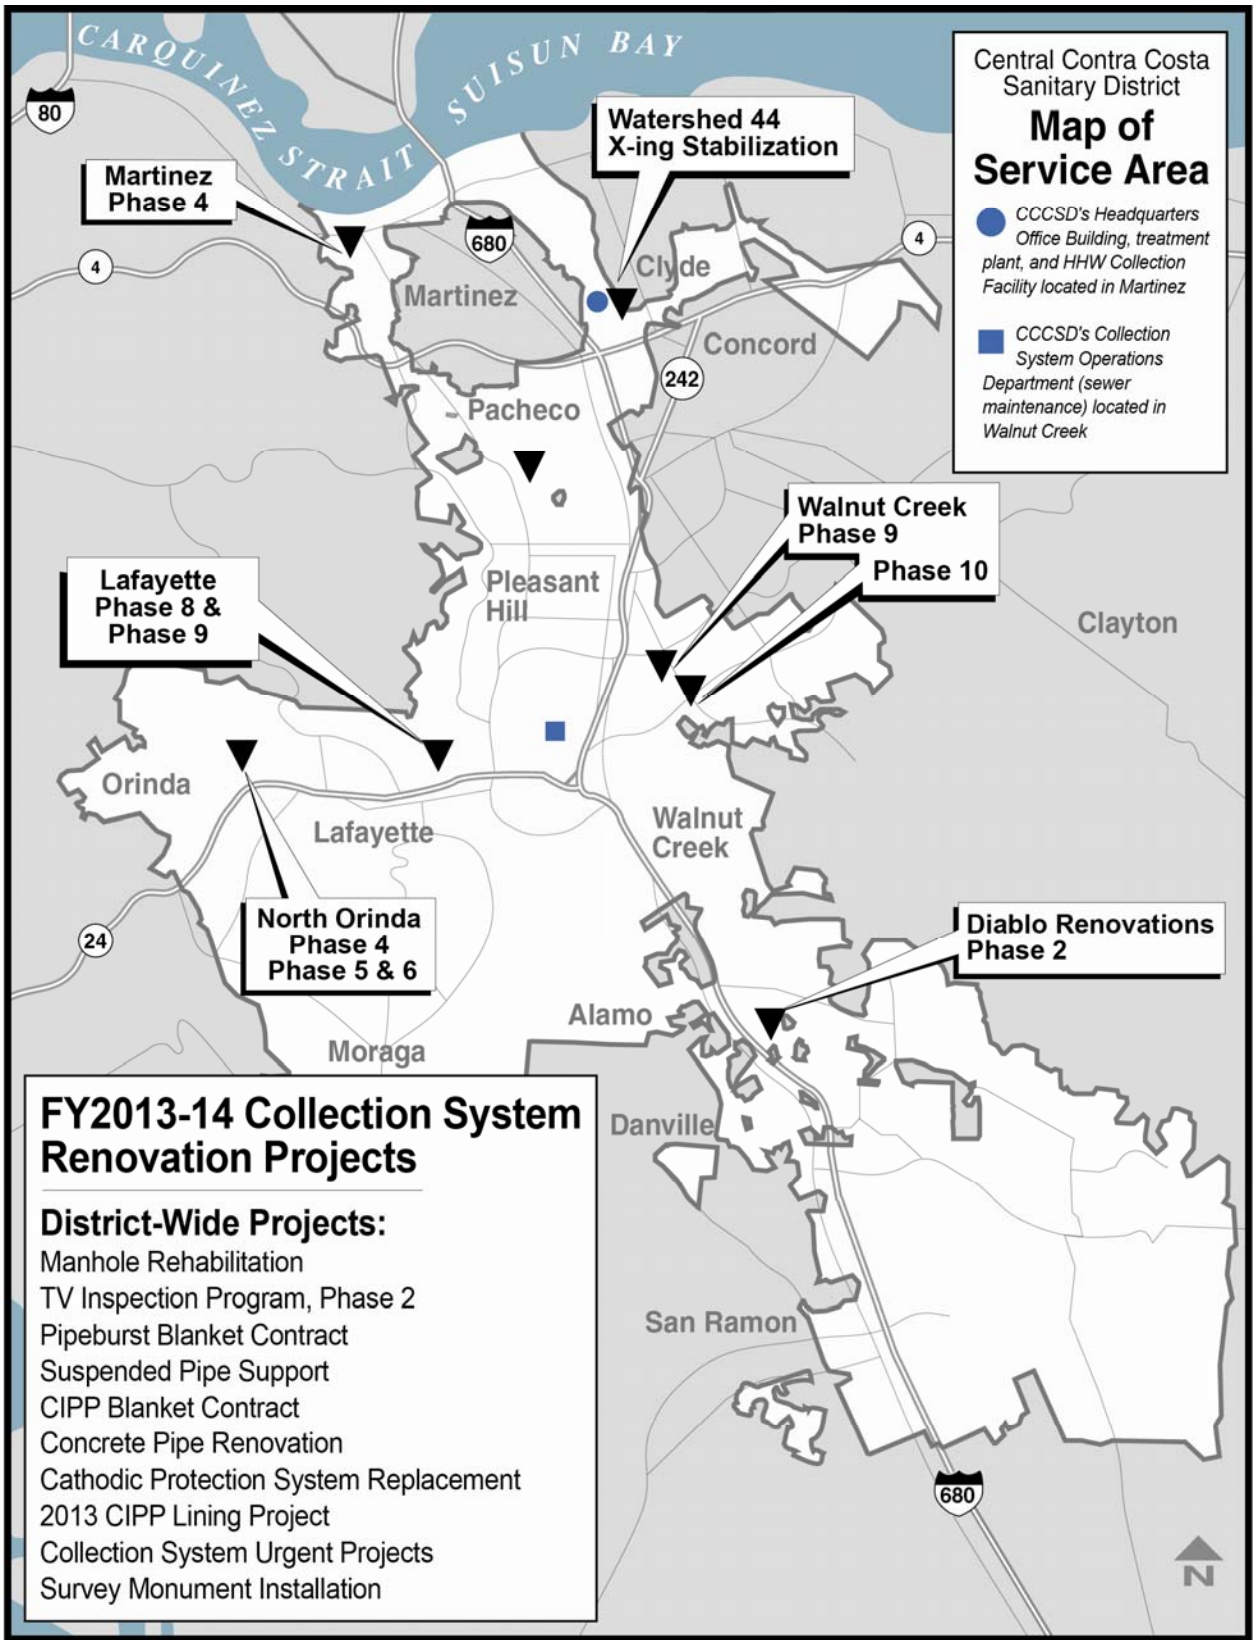 CARQUINEZ STRAIT
SUISUN BAY
80
Central Contra Costa
Sanitary District
Map of
Service Area
CCCSD's Headquarters
Office Building, treatment
plant, and HHW Collection
Facility located in Martinez
CCCSD's Collection
System Operations
Department (sewer
maintenance) located in
Walnut Creek
Watershed 44
X-ing Stabilization
Martinez
Phase 4
680
4
4
Clyde
Martinez
Concord
242
Pacheco
Walnut Creek
Phase 9
Phase 10
Lafayette
Phase 8 &
Phase 9
Pleasant
Hill
Clayton
Orinda
Lafayette
Walnut
Creek
North Orinda
Phase 4
Phase 5 & 6
24
Diablo Renovations
Phase 2
Alamo
Moraga
Danville
San Ramon
680
N
FY2013-14 Collection System
Renovation Projects
District-Wide Projects:
Manhole Rehabilitation
TV Inspection Program, Phase 2
Pipeburst Blanket Contract
Suspended Pipe Support
CIPP Blanket Contract
Concrete Pipe Renovation
Cathodic Protection System Replacement
2013 CIPP Lining Project
Collection System Urgent Projects
Survey Monument Installation